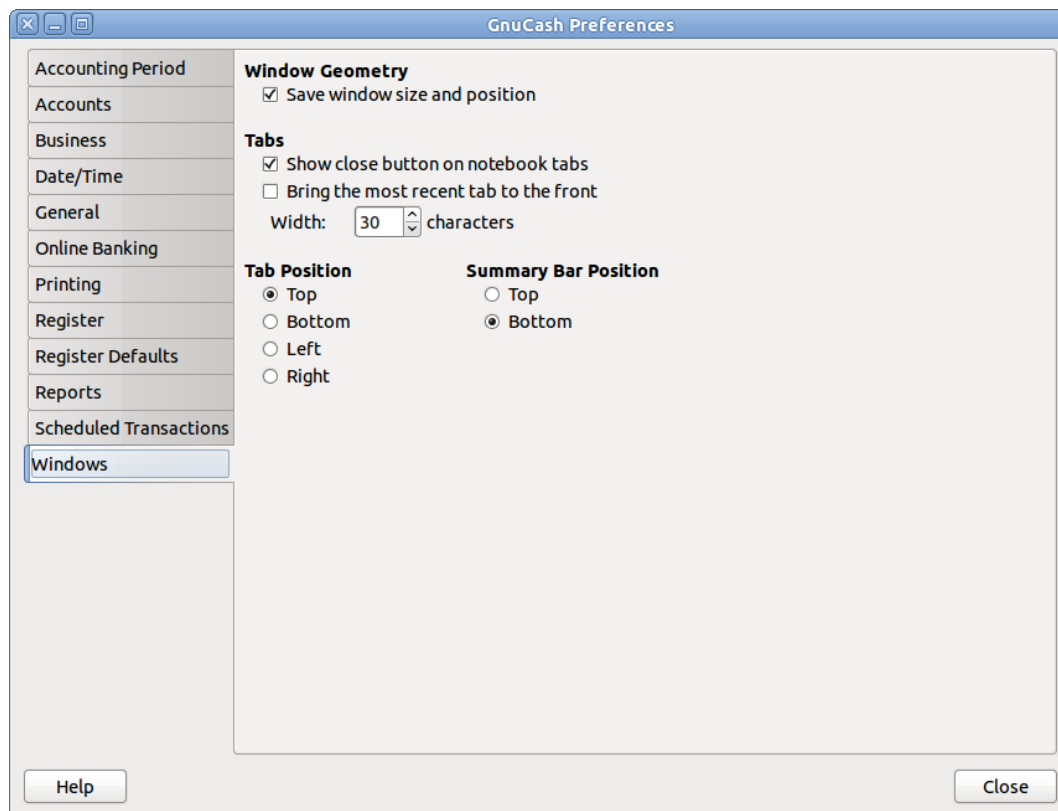 GnuCash Preferences
Accounting Period
Accounts
Business
Date/Time
General
Online Banking
Printing
Register
Register Defaults
Reports
Scheduled Transactions
Windows
Window Geometry
Save window size and position
Tabs
Show close button on notebook tabs
Bring the most recent tab to the front
Width: 30 characters
Tab Position
Top
Bottom
Left
Right
Summary Bar Position
Top
Bottom
Help
Close